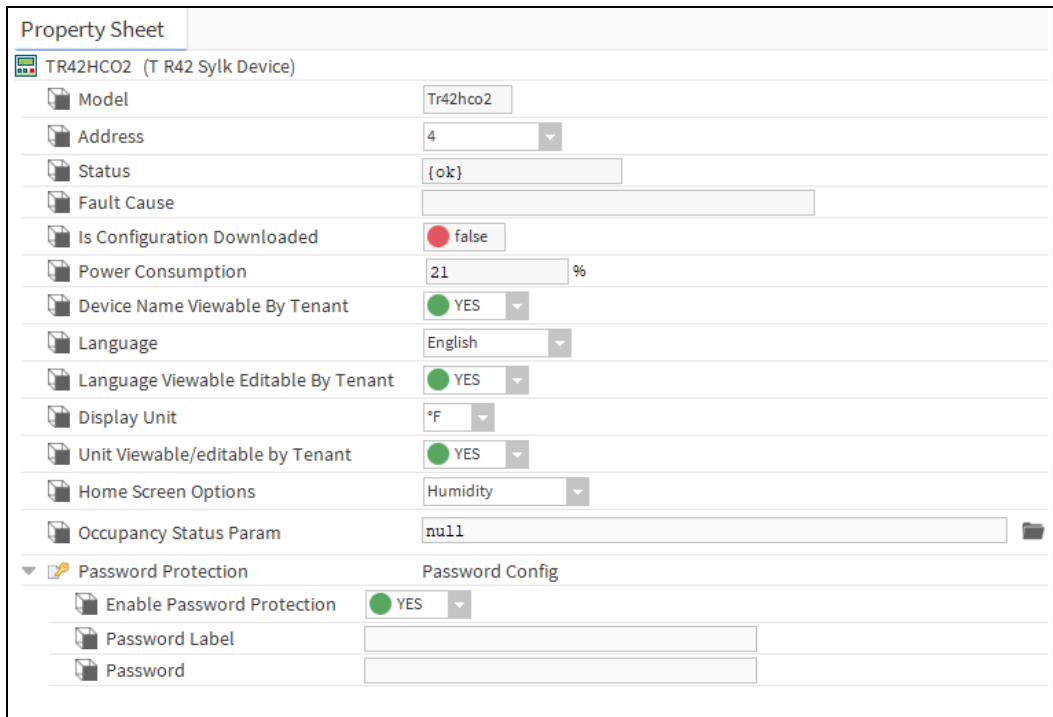 Property Sheet
TR42HCO2 (T R42 Sylk Device)
Model Tr42hco2
Address 4
Status {ok}
Fault Cause
Is Configuration Downloaded false
Power Consumption 21 %
Device Name Viewable By Tenant YES
Language English
Language Viewable Editable By Tenant YES
Display Unit °F
Unit Viewable/editable by Tenant YES
Home Screen Options Humidity
Occupancy Status Param null
Password Protection Password Config
Enable Password Protection YES
Password Label
Password